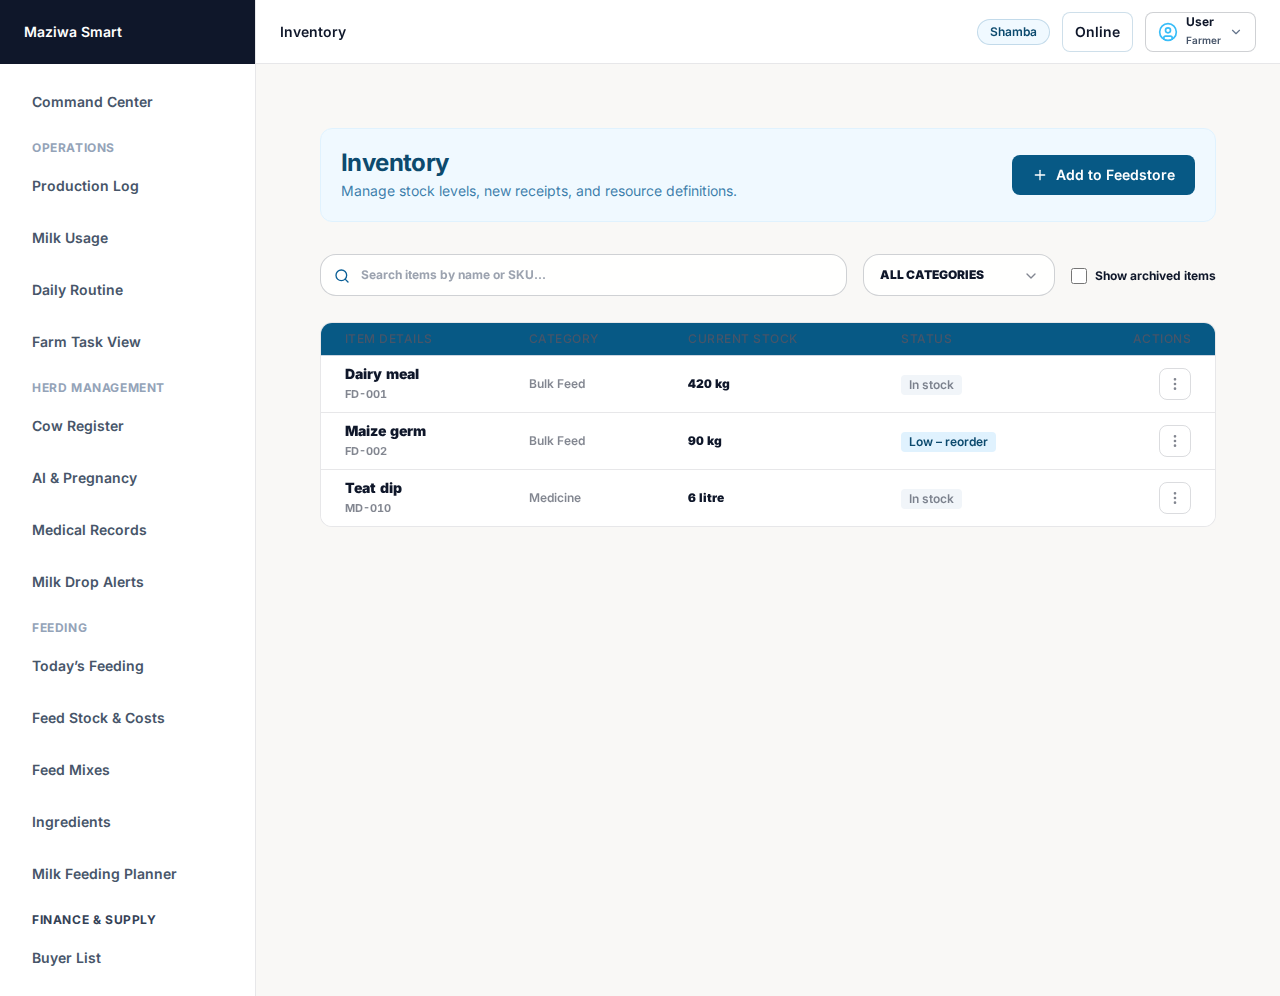 Maziwa Smart
Inventory
Shamba
Online
User
Farmer
Command Center
OPERATIONS
Production Log
Milk Usage
Daily Routine
Farm Task View
HERD MANAGEMENT
Cow Register
AI & Pregnancy
Medical Records
Milk Drop Alerts
FEEDING
Today’s Feeding
Feed Stock & Costs
Feed Mixes
Ingredients
Milk Feeding Planner
FINANCE & SUPPLY
Buyer List
Inventory
Manage stock levels, new receipts, and resource definitions.
Add to Feedstore
Search items by name or SKU...
ALL CATEGORIES
Show archived items
ITEM DETAILS CATEGORY CURRENT STOCK STATUS ACTIONS
Dairy meal
FD-001
Bulk Feed
420 kg
In stock
Maize germ
FD-002
Bulk Feed
90 kg
Low – reorder
Teat dip
MD-010
Medicine
6 litre
In stock